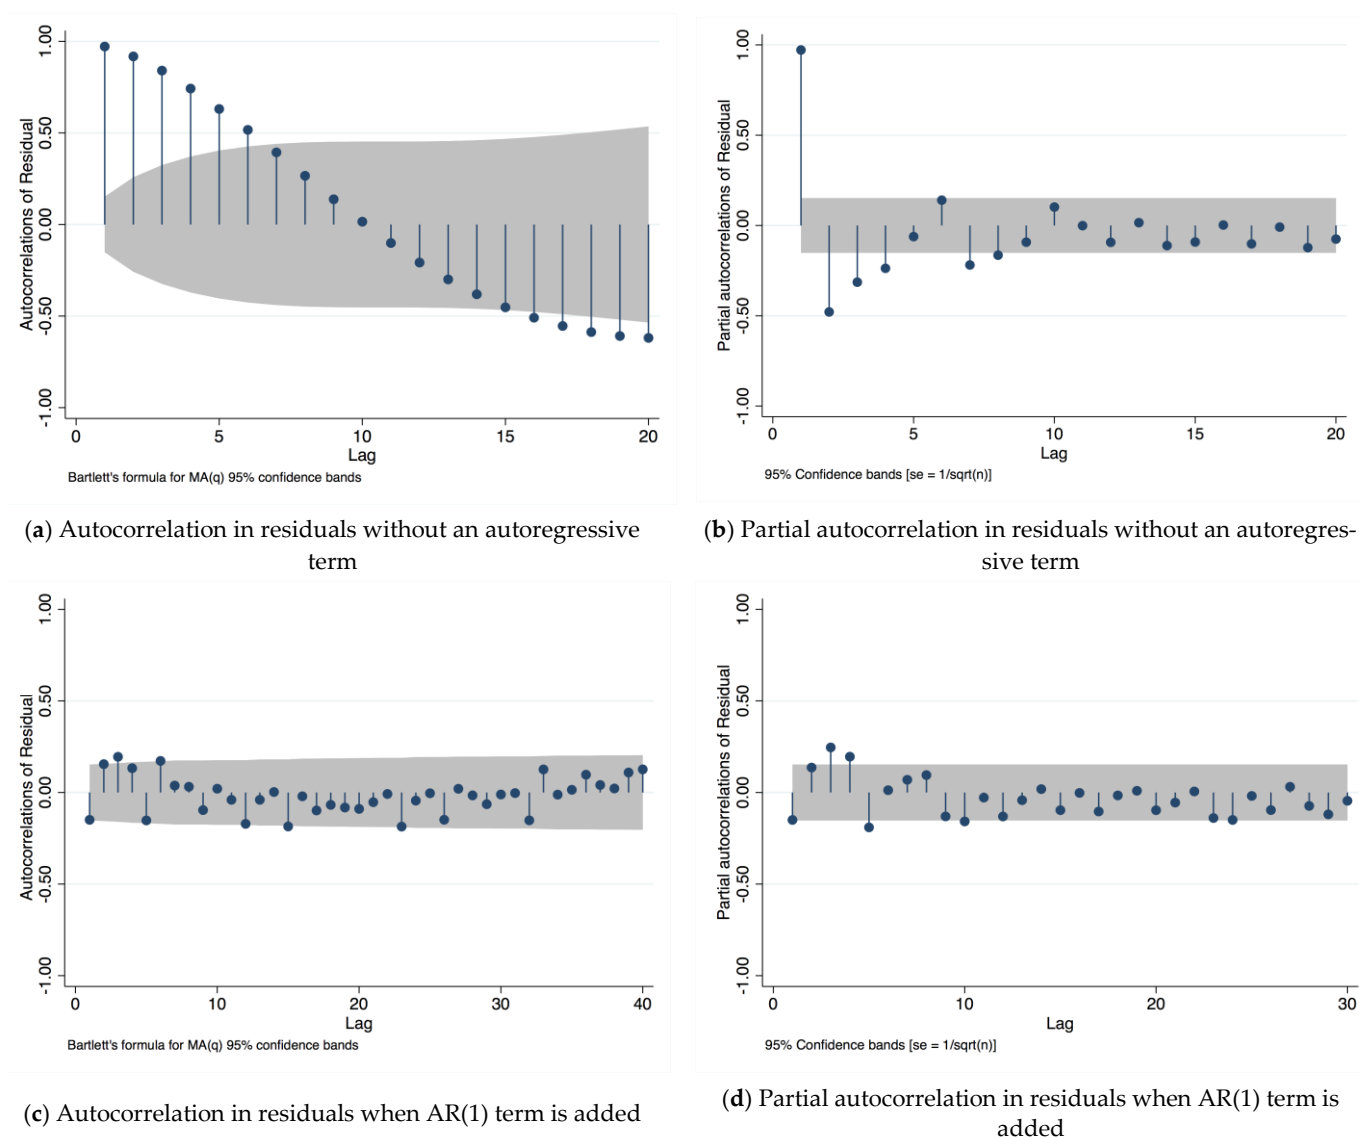 1.00
0.50
0.00
-0.50
-1.00
Autocorrelations of Residual
0 5 10 15 20
Lag
Bartlett's formula for MA(q) 95% confidence bands
(a) Autocorrelation in residuals without an autoregressive
term
1.00
0.50
0.00
-0.50
-1.00
Partial autocorrelations of Residual
0 5 10 15 20
Lag
95% Confidence bands [se = 1/sqrt(n)]
(b) Partial autocorrelation in residuals without an autoregres-
sive term
1.00
0.50
0.00
-0.50
-1.00
Autocorrelations of Residual
0 10 20 30 40
Lag
Bartlett's formula for MA(q) 95% confidence bands
(c) Autocorrelation in residuals when AR(1) term is added
1.00
0.50
0.00
-0.50
-1.00
Partial autocorrelations of Residual
0 10 20 30
Lag
95% Confidence bands [se = 1/sqrt(n)]
(d) Partial autocorrelation in residuals when AR(1) term is
added